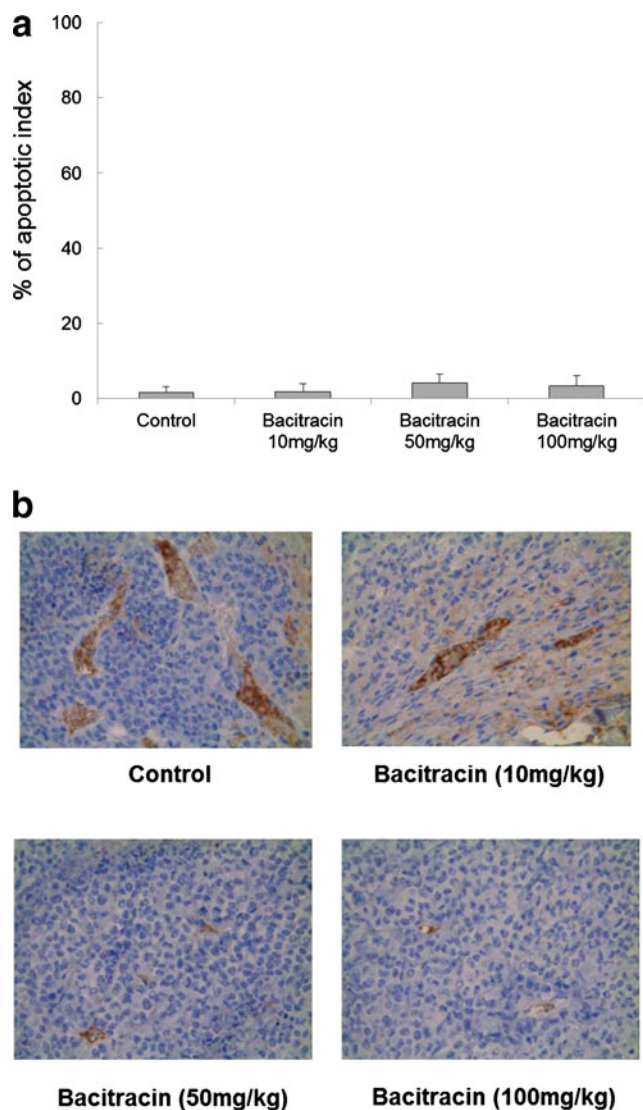 a
% of apoptotic index
100
80
60
40
20
0
Control
Bacitracin
10mg/kg
Bacitracin
50mg/kg
Bacitracin
100mg/kg
b
Control
Bacitracin (10mg/kg)
Bacitracin (50mg/kg)
Bacitracin (100mg/kg)